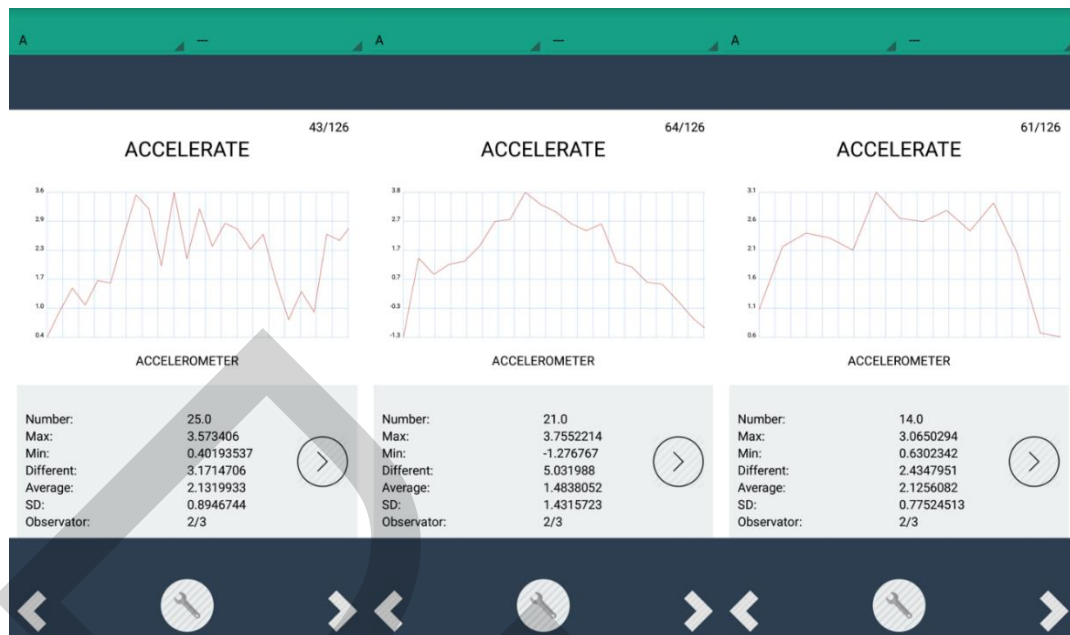 A
---
43/126
ACCELERATE
3.6
2.9
2.3
1.7
1.0
0.4
ACCELEROMETER
Number: 25.0
Max: 3.573406
Min: 0.40193537
Different: 3.1714706
Average: 2.1319933
SD: 0.8946744
Observator: 2/3
A
---
64/126
ACCELERATE
3.8
2.7
1.7
0.7
-0.3
-1.3
ACCELEROMETER
Number: 21.0
Max: 3.7552214
Min: -1.276767
Different: 5.031988
Average: 1.4838052
SD: 1.4315723
Observator: 2/3
A
---
61/126
ACCELERATE
3.1
2.6
2.1
1.6
1.1
0.6
ACCELEROMETER
Number: 14.0
Max: 3.0650294
Min: 0.6302342
Different: 2.4347951
Average: 2.1256082
SD: 0.77524513
Observator: 2/3